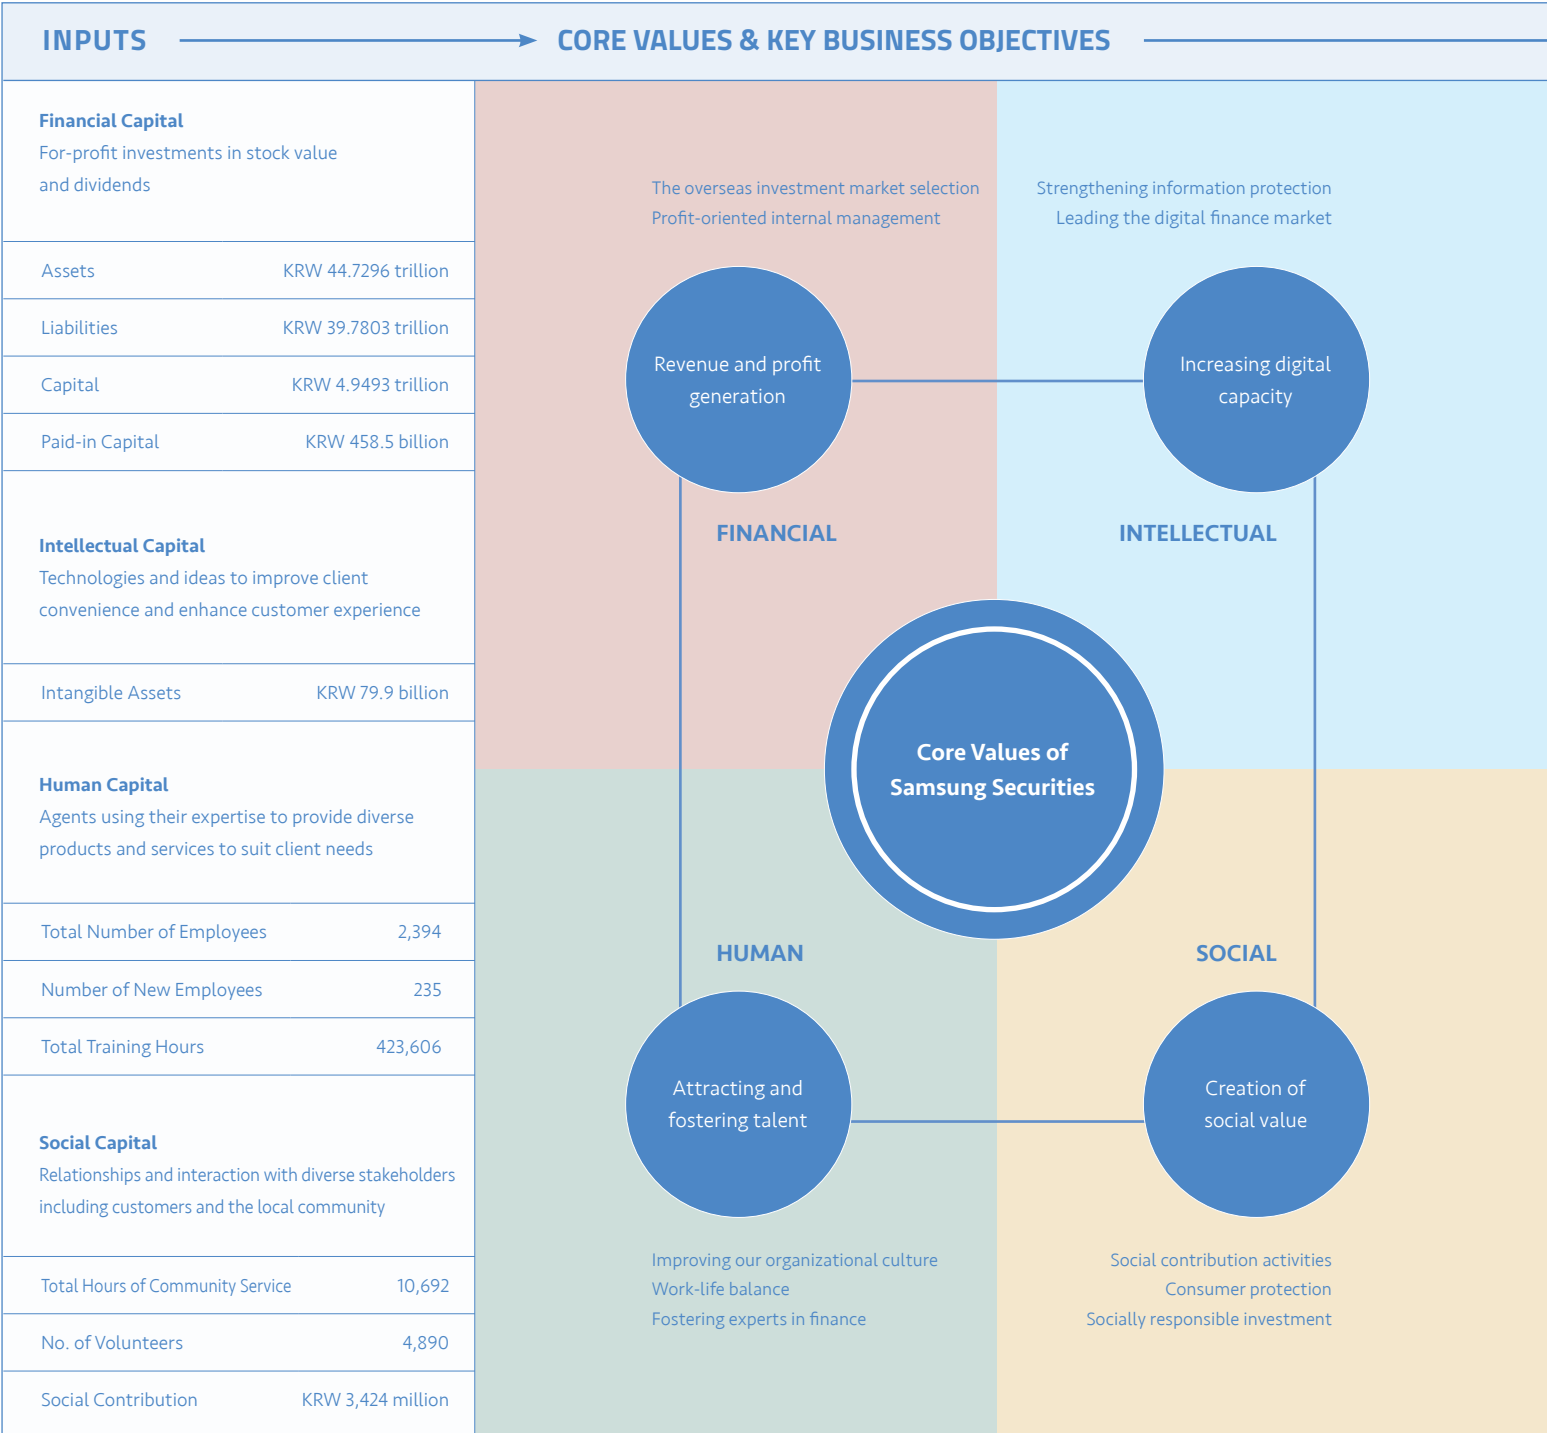 INPUTS
CORE VALUES & KEY BUSINESS OBJECTIVES
Financial Capital
For-profit investments in stock value
and dividends
Assets KRW 44.7296 trillion
Liabilities KRW 39.7803 trillion
Capital KRW 4.9493 trillion
Paid-in Capital KRW 458.5 billion
Intellectual Capital
Technologies and ideas to improve client
convenience and enhance customer experience
Intangible Assets KRW 79.9 billion
Human Capital
Agents using their expertise to provide diverse
products and services to suit client needs
Total Number of Employees 2,394
Number of New Employees 235
Total Training Hours 423,606
Social Capital
Relationships and interaction with diverse stakeholders
including customers and the local community
Total Hours of Community Service 10,692
No. of Volunteers 4,890
Social Contribution KRW 3,424 million
The overseas investment market selection
Profit-oriented internal management
Revenue and profit
generation
FINANCIAL
Strengthening information protection
Leading the digital finance market
Increasing digital
capacity
INTELLECTUAL
Core Values of
Samsung Securities
HUMAN
Attracting and
fostering talent
Improving our organizational culture
Work-life balance
Fostering experts in finance
SOCIAL
Creation of
social value
Social contribution activities
Consumer protection
Socially responsible investment